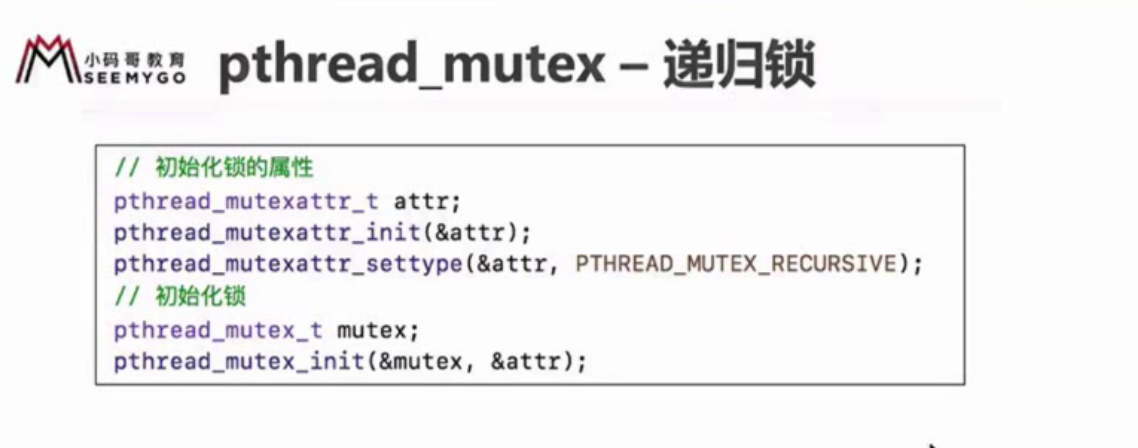 小码哥教育
SEEMYGO
pthread_mutex – 递归锁
// 初始化锁的属性
pthread_mutexattr_t attr;
pthread_mutexattr_init(&attr);
pthread_mutexattr_settype(&attr, PTHREAD_MUTEX_RECURSIVE);
// 初始化锁
pthread_mutex_t mutex;
pthread_mutex_init(&mutex, &attr);